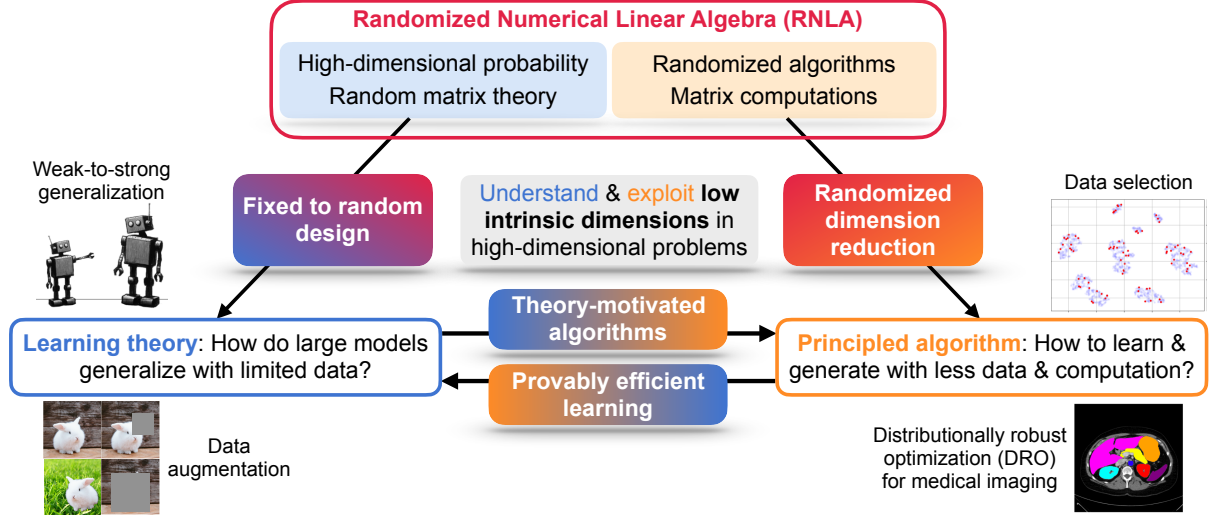 Randomized Numerical Linear Algebra (RNLA)
High-dimensional probability
Random matrix theory
Randomized algorithms
Matrix computations
Weak-to-strong
generalization
Fixed to random
design
Understand & exploit low
intrinsic dimensions in
high-dimensional problems
Randomized
dimension
reduction
Data selection
Theory-motivated
algorithms
Learning theory: How do large models
generalize with limited data?
Principled algorithm: How to learn &
generate with less data & computation?
Provably efficient
learning
Data
augmentation
Distributionally robust
optimization (DRO)
for medical imaging